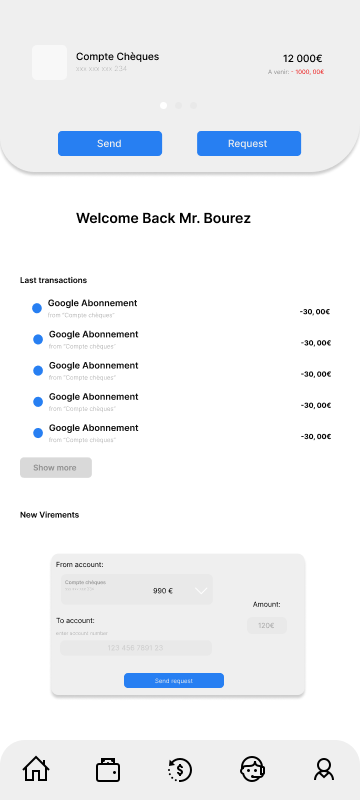 Compte Chèques
12 000€
xxx xxx xxx 234
A venir: - 1000, 00€
Send
Request
Welcome Back Mr. Bourez
Last transactions
Google Abonnement
from "Compte chèques"
-30, 00€
Google Abonnement
from "Compte chèques"
-30, 00€
Google Abonnement
from "Compte chèques"
-30, 00€
Google Abonnement
from "Compte chèques"
-30, 00€
Google Abonnement
from "Compte chèques"
-30, 00€
Show more
New Virements
From account:
Compte chèques
990 €
Amount:
To account:
120€
enter account number
123 456 7891 23
Send request